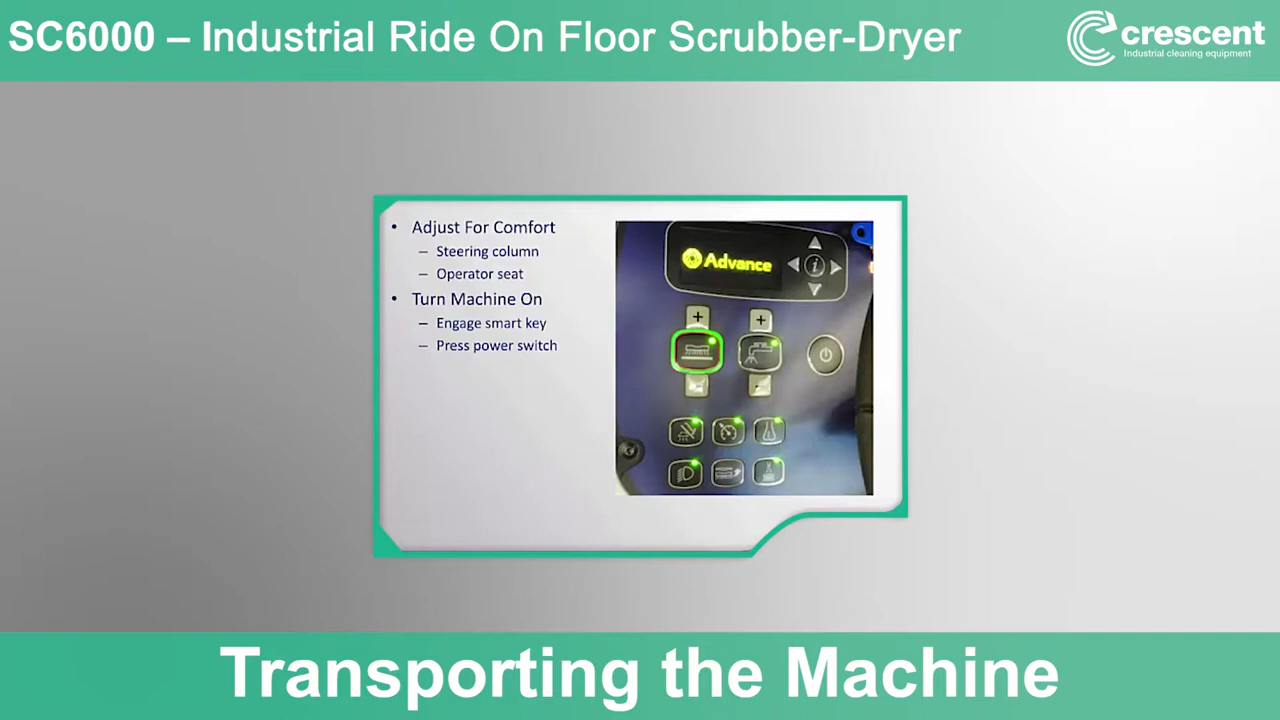 SC6000 – Industrial Ride On Floor Scrubber-Dryer
crescent
Industrial cleaning equipment
• Adjust For Comfort
– Steering column
– Operator seat
• Turn Machine On
– Engage smart key
– Press power switch
Advance
i
Transporting the Machine